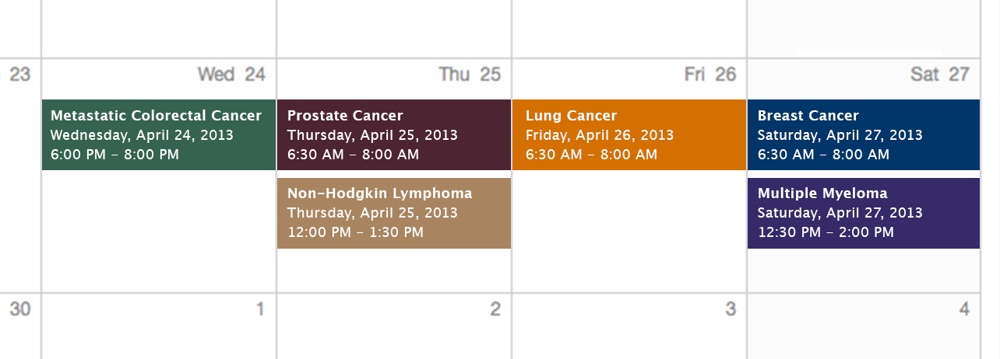 23
Wed 24
Thu 25
Fri 26
Sat 27
Metastatic Colorectal Cancer
Wednesday, April 24, 2013
6:00 PM – 8:00 PM
Prostate Cancer
Thursday, April 25, 2013
6:30 AM – 8:00 AM
Lung Cancer
Friday, April 26, 2013
6:30 AM – 8:00 AM
Breast Cancer
Saturday, April 27, 2013
6:30 AM – 8:00 AM
Non-Hodgkin Lymphoma
Thursday, April 25, 2013
12:00 PM – 1:30 PM
Multiple Myeloma
Saturday, April 27, 2013
12:30 PM – 2:00 PM
30
1
2
3
4